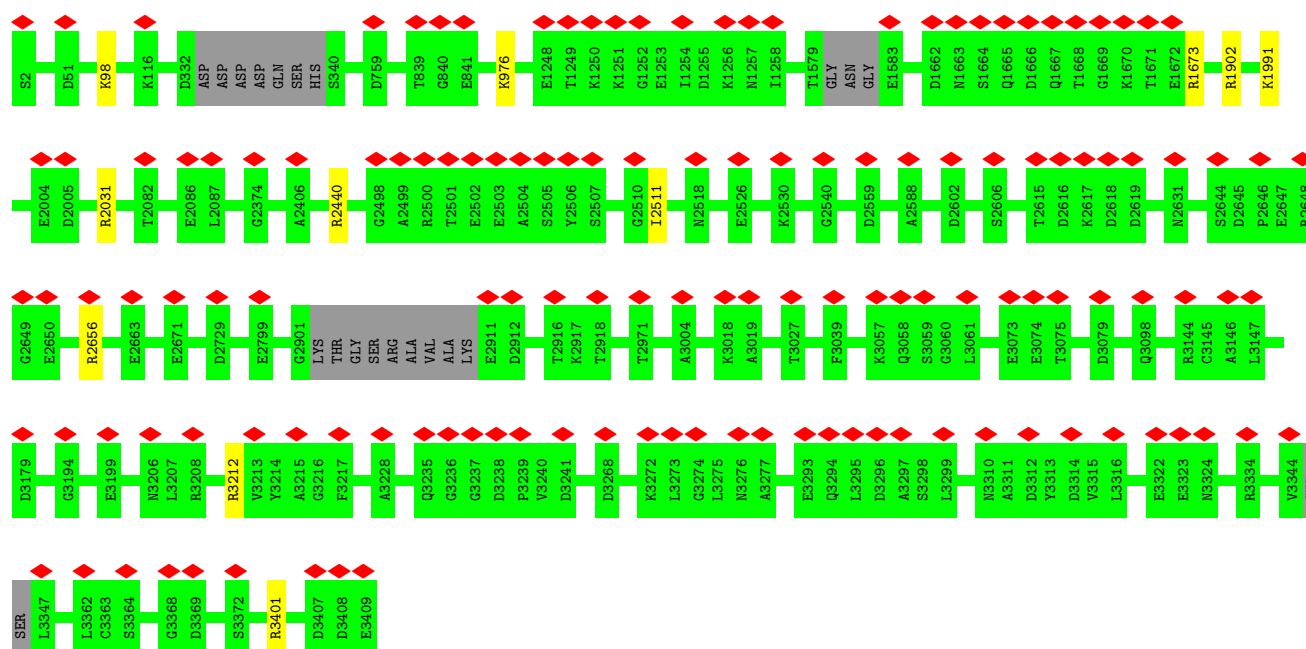 S2 D51 K98 K116 D332 ASP ASP ASP ASP GLN SER HIS S340 D759 T839 G840 E841 K976 E1248 T1249 K1250 K1251 G1252 E1253 I1254 D1255 K1256 N1257 I1258 T1579 GLY ASN GLY E1583 D1662 N1663 S1664 Q1665 D1666 Q1667 T1668 G1669 K1670 T1671 E1672 R1673 R1902 K1991
E2004 D2005 R2031 T2082 E2086 L2087 G2374 A2406 R2440 G2498 A2499 R2500 T2501 E2502 E2503 A2504 S2505 Y2506 S2507 G2510 I2511 N2518 E2526 K2530 G2540 D2559 A2588 D2602 S2606 T2615 D2616 K2617 D2618 D2619 N2631 S2644 D2645 P2646 E2647
G2649 E2650 R2656 E2663 E2671 D2729 E2799 G2901 LYS THR GLY SER ARG ALA VAL ALA LYS E2911 D2912 T2916 K2917 T2918 T2971 A3004 K3018 A3019 T3027 F3039 K3057 Q3058 S3059 G3060 L3061 E3073 E3074 T3075 D3079 Q3098 R3144 C3145 A3146 L3147
D3179 G3194 E3199 N3206 L3207 R3208 R3212 V3213 Y3214 A3215 G3216 F3217 A3228 Q3235 G3236 G3237 D3238 P3239 V3240 D3241 D3268 K3272 L3273 G3274 L3275 N3276 A3277 E3293 Q3294 L3295 D3296 A3297 S3298 L3299 N3310 A3311 D3312 Y3313 D3314 V3315 L3316 E3322 E3323 N3324 R3334 V3344
SER L3347 L3362 C3363 S3364 G3368 D3369 S3372 R3401 D3407 D3408 E3409